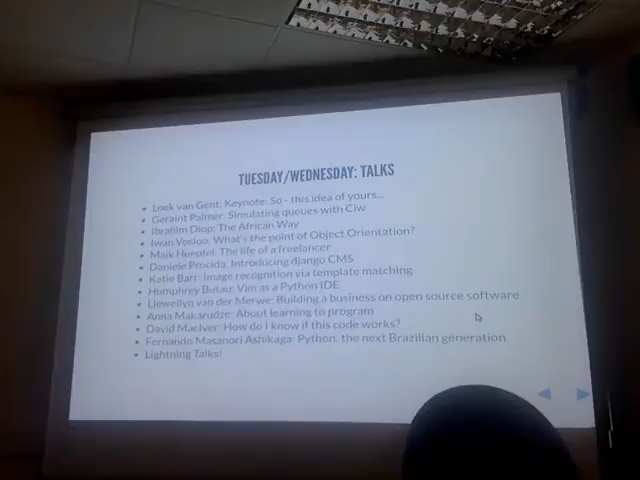 TUESDAY/WEDNESDAY: TALKS
Loek van Gent: Keynote: So - this idea of yours...
Geraint Palmer: Simulating queues with Ciw
Ibrahim Diop: The African Way
Iwan Vosloo: What's the point of Object Orientation?
Maik Hoepfel: The life of a freelancer
Daniele Procida: Introducing django CMS
Katie Barr: Image recognition via template matching
Humphrey Butau: Vim as a Python IDE
Llewellyn van der Merwe: Building a business on open source software
Anna Makarudze: About learning to program
David MacIver: How do I know if this code works?
Fernando Masanori Ashikaga: Python, the next Brazilian generation
Lightning Talks!